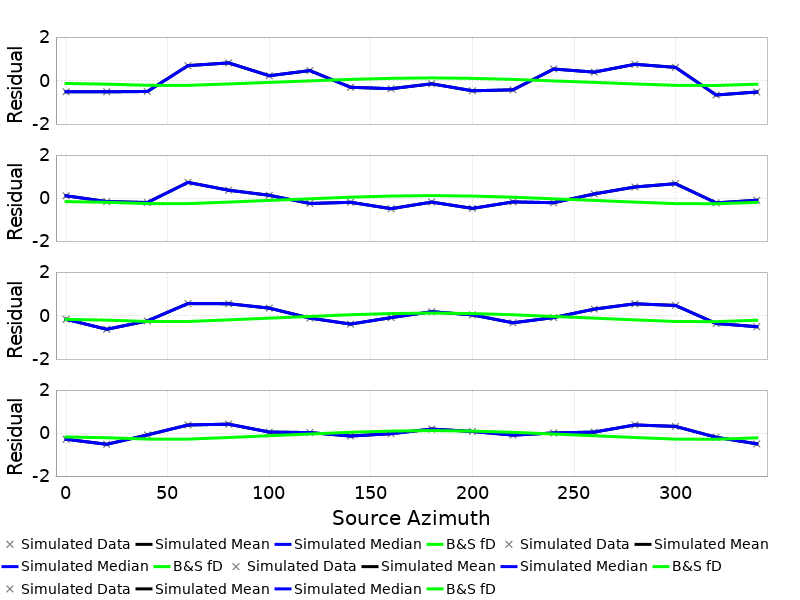 2
0
-2
Residual
2
0
-2
Residual
2
0
-2
Residual
2
0
-2
Residual
0 50 100 150 200 250 300
Source Azimuth
× Simulated Data Simulated Mean Simulated Median B&S fD × Simulated Data Simulated Mean
Simulated Median B&S fD × Simulated Data Simulated Mean Simulated Median B&S fD
× Simulated Data Simulated Mean Simulated Median B&S fD